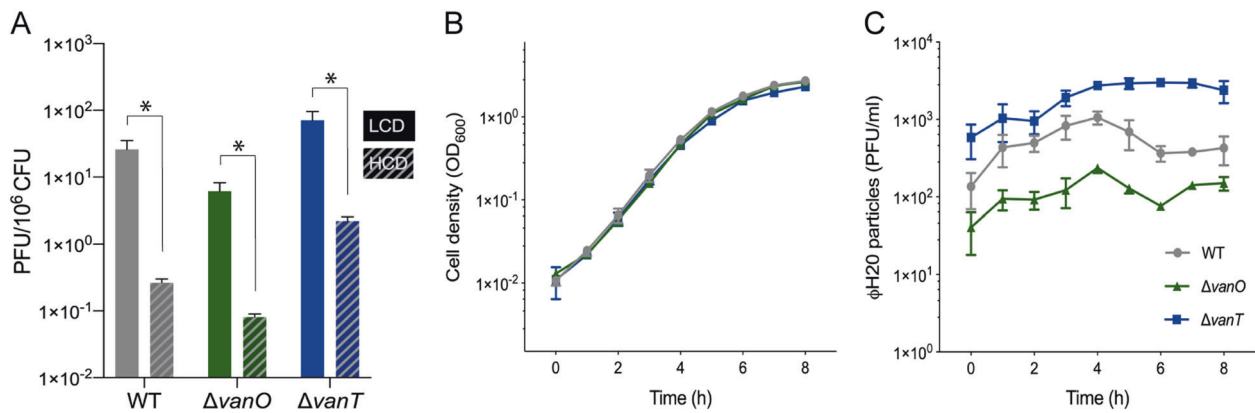 A
PFU/10⁶ CFU
1×10³
1×10²
1×10¹
1×10⁰
1×10⁻¹
1×10⁻²
*
*
*
LCD
HCD
WT
ΔvanO
ΔvanT
B
Cell density (OD₆₀₀)
1×10⁰
1×10⁻¹
1×10⁻²
0 2 4 6 8
Time (h)
C
ϕH20 particles (PFU/ml)
1×10⁴
1×10³
1×10²
1×10¹
1×10⁰
WT
ΔvanO
ΔvanT
0 2 4 6 8
Time (h)